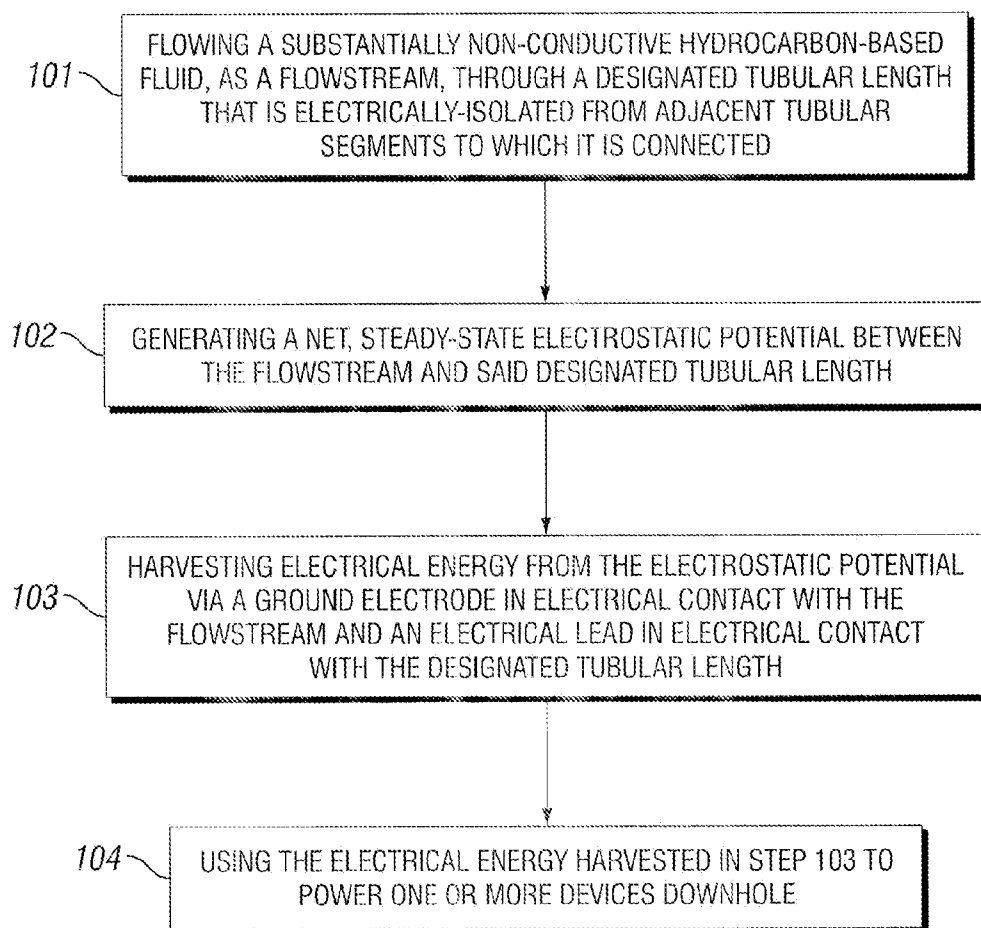 101
FLOWING A SUBSTANTIALLY NON-CONDUCTIVE HYDROCARBON-BASED
FLUID, AS A FLOWSTREAM, THROUGH A DESIGNATED TUBULAR LENGTH
THAT IS ELECTRICALLY-ISOLATED FROM ADJACENT TUBULAR
SEGMENTS TO WHICH IT IS CONNECTED
102
GENERATING A NET, STEADY-STATE ELECTROSTATIC POTENTIAL BETWEEN
THE FLOWSTREAM AND SAID DESIGNATED TUBULAR LENGTH
103
HARVESTING ELECTRICAL ENERGY FROM THE ELECTROSTATIC POTENTIAL
VIA A GROUND ELECTRODE IN ELECTRICAL CONTACT WITH THE
FLOWSTREAM AND AN ELECTRICAL LEAD IN ELECTRICAL CONTACT
WITH THE DESIGNATED TUBULAR LENGTH
104
USING THE ELECTRICAL ENERGY HARVESTED IN STEP 103 TO
POWER ONE OR MORE DEVICES DOWNHOLE